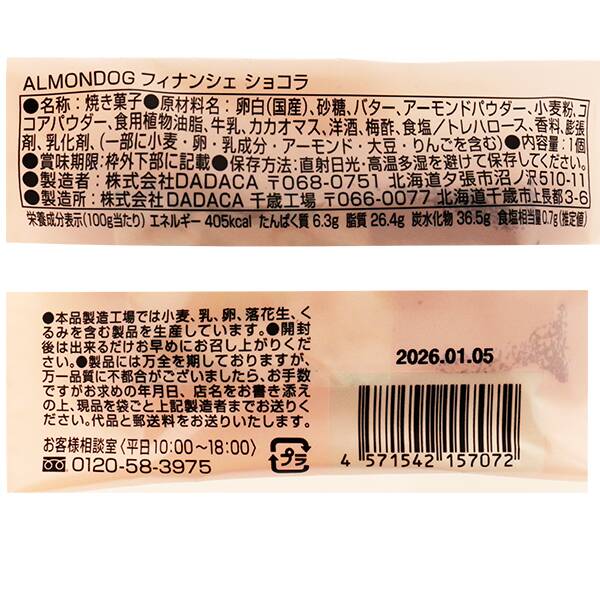 ALMONDOG フィナンシェ ショコラ
●名称：焼き菓子●原材料名：卵白(国産)、砂糖、バター、アーモンドパウダー、小麦粉、コ
コアパウダー、食用植物油脂、牛乳、カカオマス、洋酒、梅酢、食塩／トレハロース、香料、膨張
剤、乳化剤、(一部に小麦・卵・乳成分・アーモンド・大豆・りんごを含む)●内容量：1個
●賞味期限：枠外下部に記載●保存方法：直射日光・高温多湿を避けて保存してください。
●製造者：株式会社DADACA 〒068-0751 北海道夕張市沼ノ沢510-11
●製造所：株式会社DADACA 千歳工場 〒066-0077 北海道千歳市上長都3-6
栄養成分表示(100g当たり) エネルギー 405kcal たんぱく質 6.3g 脂質 26.4g 炭水化物 36.5g 食塩相当量0.7g (推定値)
●本品製造工場では小麦、乳、卵、落花生、く
るみを含む製品を生産しています。●開封
後は出来るだけお早めにお召し上がりくだ
さい。●製品には万全を期しておりますが、
万一品質に不都合がございましたら、お手数
ですがお求めの年月日、店名をお書き添え
の上、現品を袋ごと上記製造者までお送りく
ださい。代品と郵送料をお送りいたします。
お客様相談室〈平日10:00～18:00〉
0120-58-3975
プラ
2026.01.05
4 571542 157072